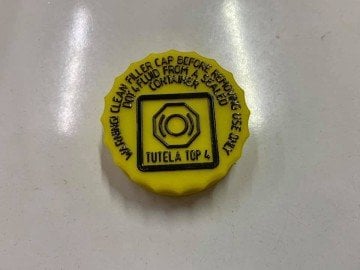 WARNING! CLEAN FILLER CAP BEFORE REMOVING USE ONLY
DOT 4 FLUID FROM A SEALED
CONTAINER
TUTELA TOP 4